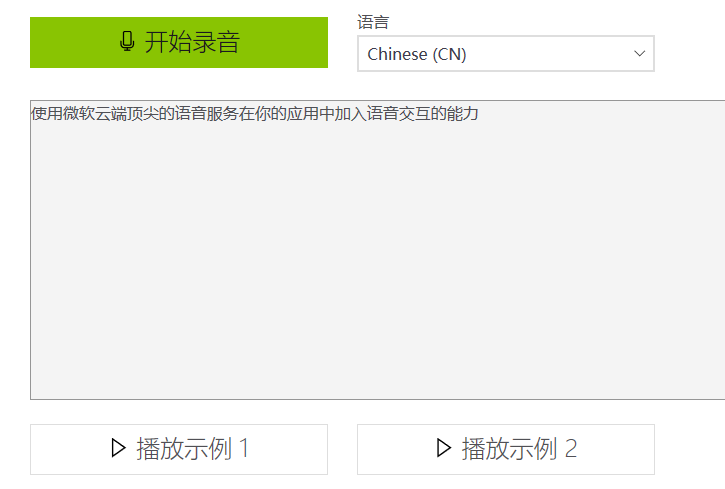 开始录音
语言
Chinese (CN)
使用微软云端顶尖的语音服务在你的应用中加入语音交互的能力
播放示例 1
播放示例 2